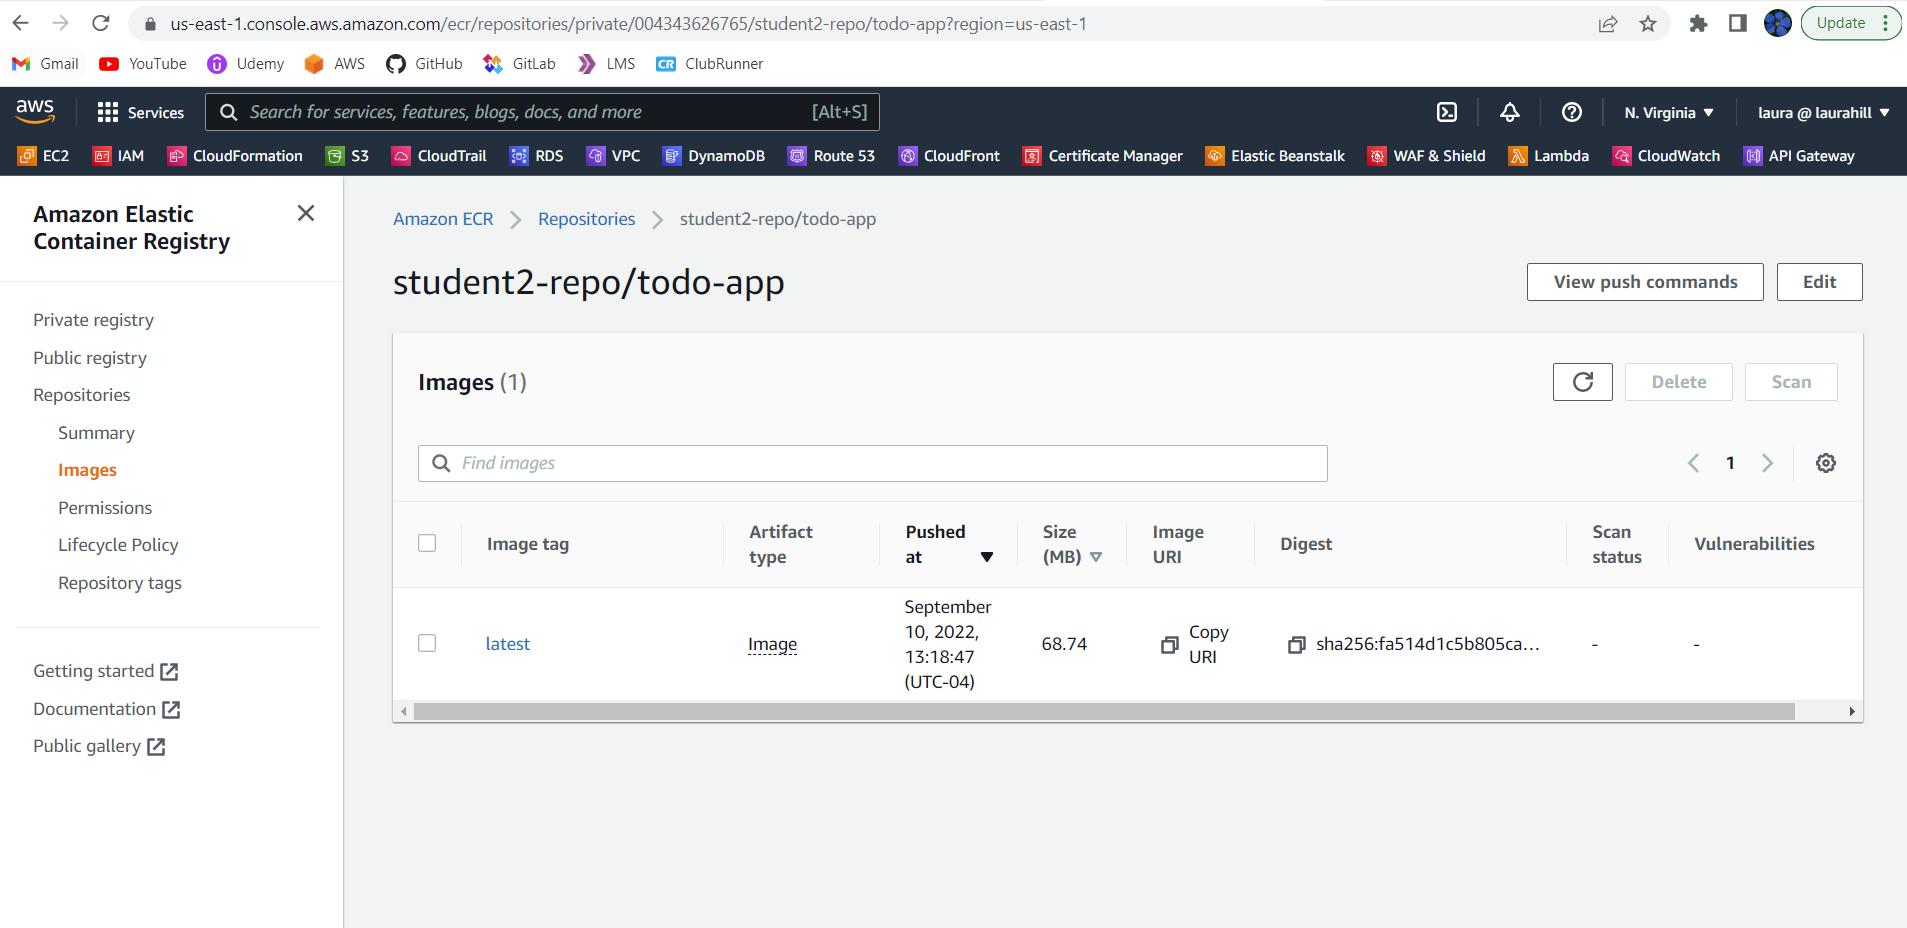 us-east-1.console.aws.amazon.com/ecr/repositories/private/004343626765/student2-repo/todo-app?region=us-east-1
Update
Gmail YouTube Udemy AWS GitHub GitLab LMS CR ClubRunner
aws Services Search for services, features, blogs, docs, and more [Alt+S] N. Virginia laura @ laurahill
EC2 IAM CloudFormation S3 CloudTrail RDS VPC DynamoDB Route 53 CloudFront Certificate Manager Elastic Beanstalk WAF & Shield Lambda CloudWatch API Gateway
Amazon Elastic
Container Registry
Private registry
Public registry
Repositories
Summary
Images
Permissions
Lifecycle Policy
Repository tags
Getting started
Documentation
Public gallery
Amazon ECR Repositories student2-repo/todo-app
student2-repo/todo-app
View push commands Edit
Images (1)
Delete Scan
Find images
1
Image tag
Artifact
type
Pushed
at
Size
(MB)
Image
URI
Digest
Scan
status
Vulnerabilities
latest
Image
September
10, 2022,
13:18:47
(UTC-04)
68.74
Copy
URI
sha256:fa514d1c5b805ca...
-
-